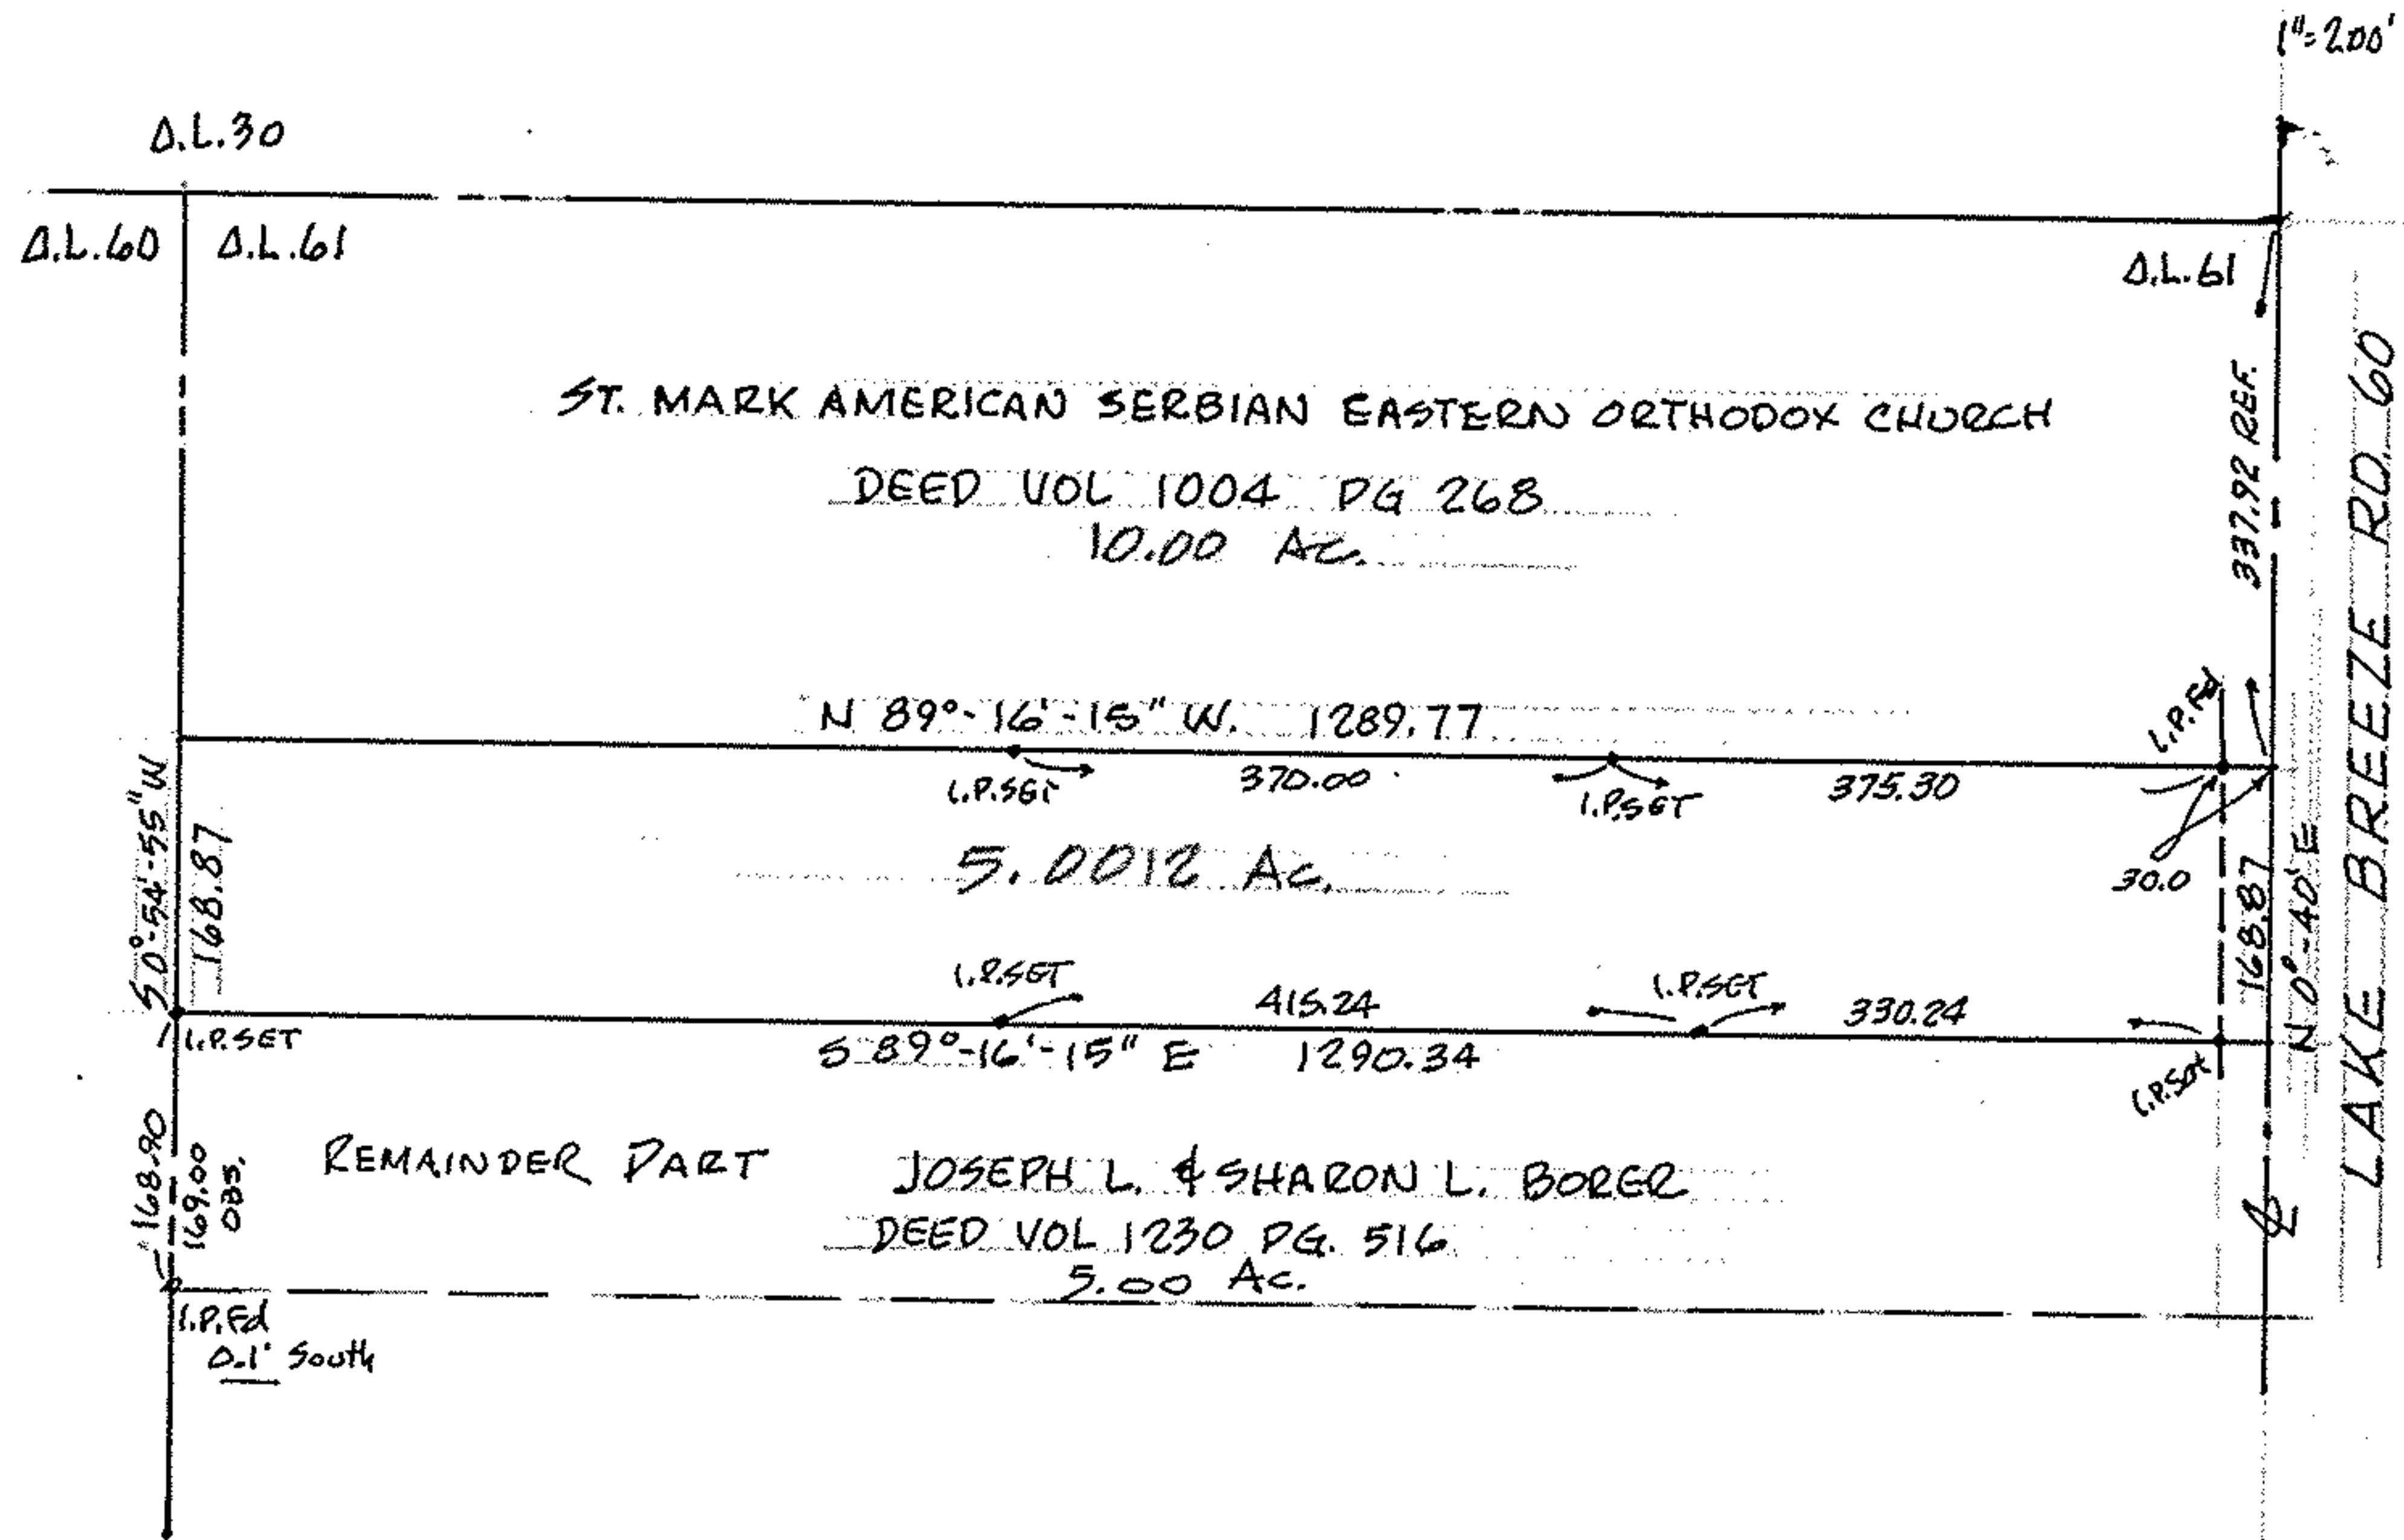 1"=200'
O.L.30
O.L.60
O.L.61
O.L.61
ST. MARK AMERICAN SERBIAN EASTERN ORTHODOX CHURCH
DEED VOL 1004 PG 268
10.00 AC.
337.92 REF.
LAKE BREEZE RD. 60
N 89°-16'-15" W. 1289.77
I.P. Fd
I.P. SET
370.00
I.P. SET
375.30
30.0
S 0°-54'-55" W
168.87
5.0012 Ac.
168.87
N 0°-40' E
I.P. SET
415.24
I.P. SET
330.24
I.P. SET
S 89°-16'-15" E 1290.34
I.P. Set
168.90
169.00
OBS.
REMAINDER PART JOSEPH L. & SHARON L. BORER
DEED VOL 1230 PG. 516
5.00 Ac.
I.P. Fd
0.1' South